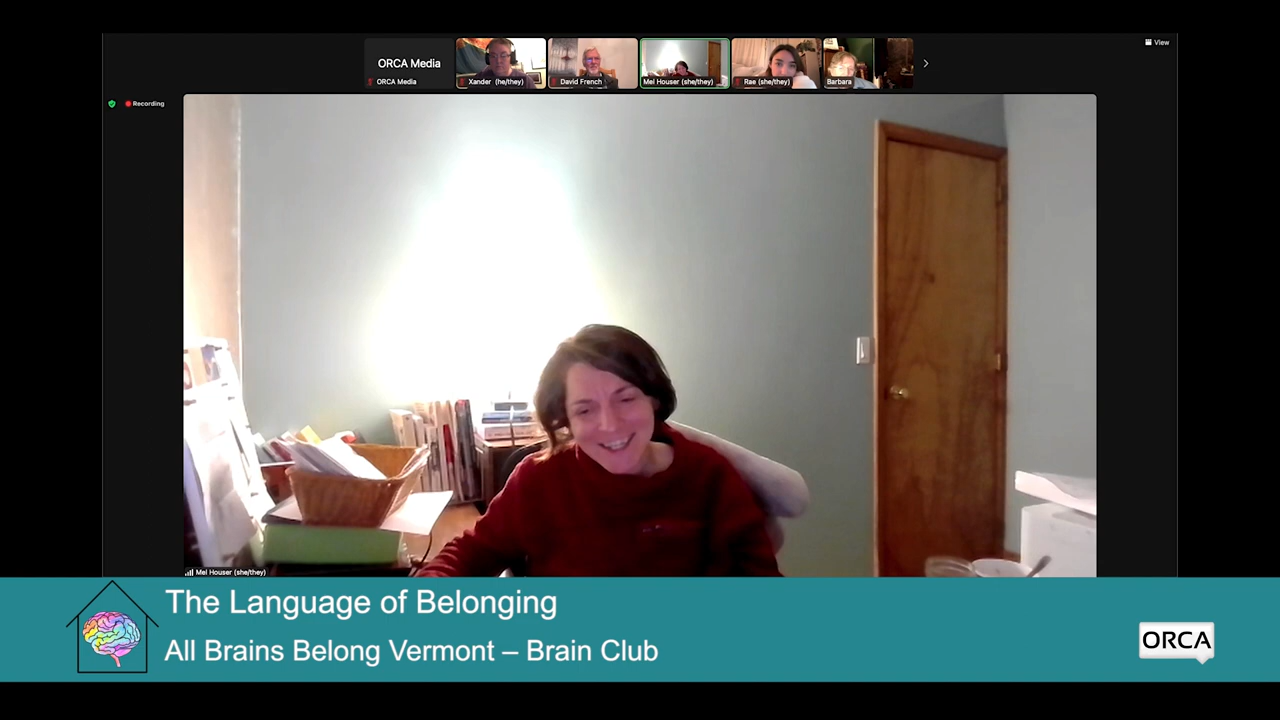 View
ORCA Media
ORCA Media
Xander (he/they)
David French
Mel Houser (she/they)
Rae (she/they)
Barbara
Recording
Mel Houser (she/they)
The Language of Belonging
All Brains Belong Vermont – Brain Club
ORCA